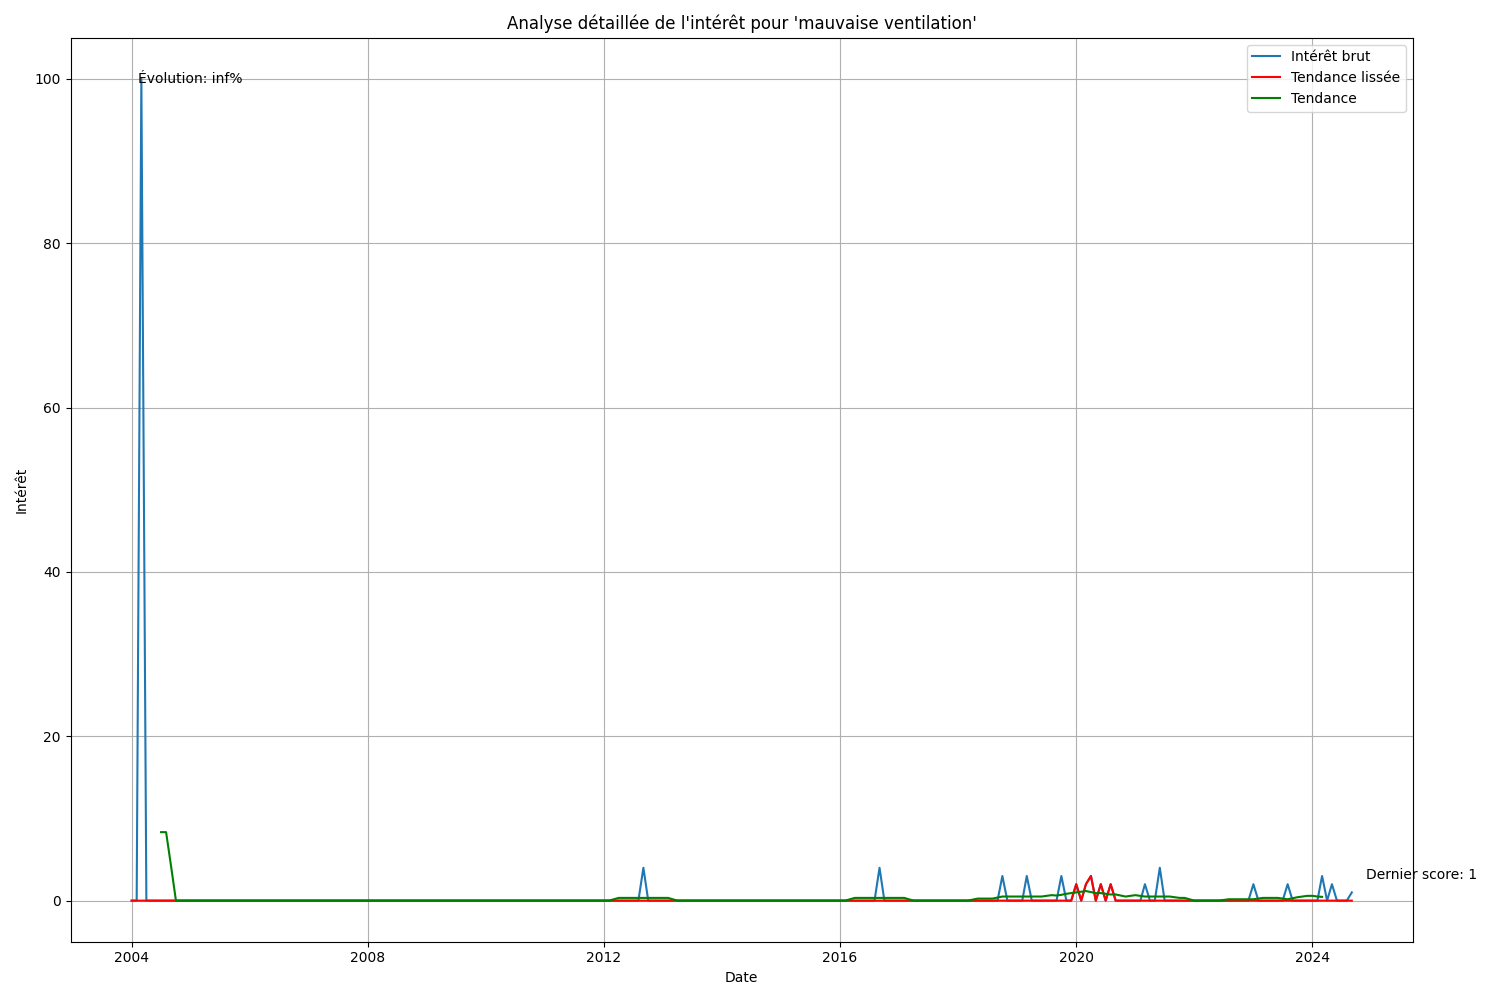 Analyse détaillée de l'intérêt pour 'mauvaise ventilation'
Intérêt brut
Tendance lissée
Tendance
Évolution: inf%
100
80
60
40
20
0
Intérêt
Dernier score: 1
2004
2008
2012
2016
2020
2024
Date